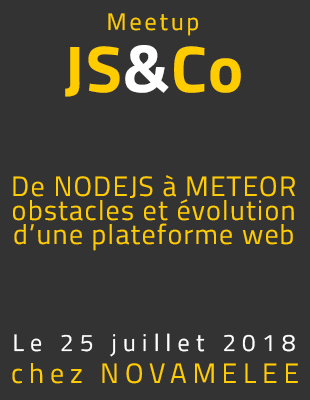 Meetup
JS&Co
De NODEJS à METEOR
obstacles et évolution
d'une plateforme web
Le 25 juillet 2018
chez NOVAMELEE